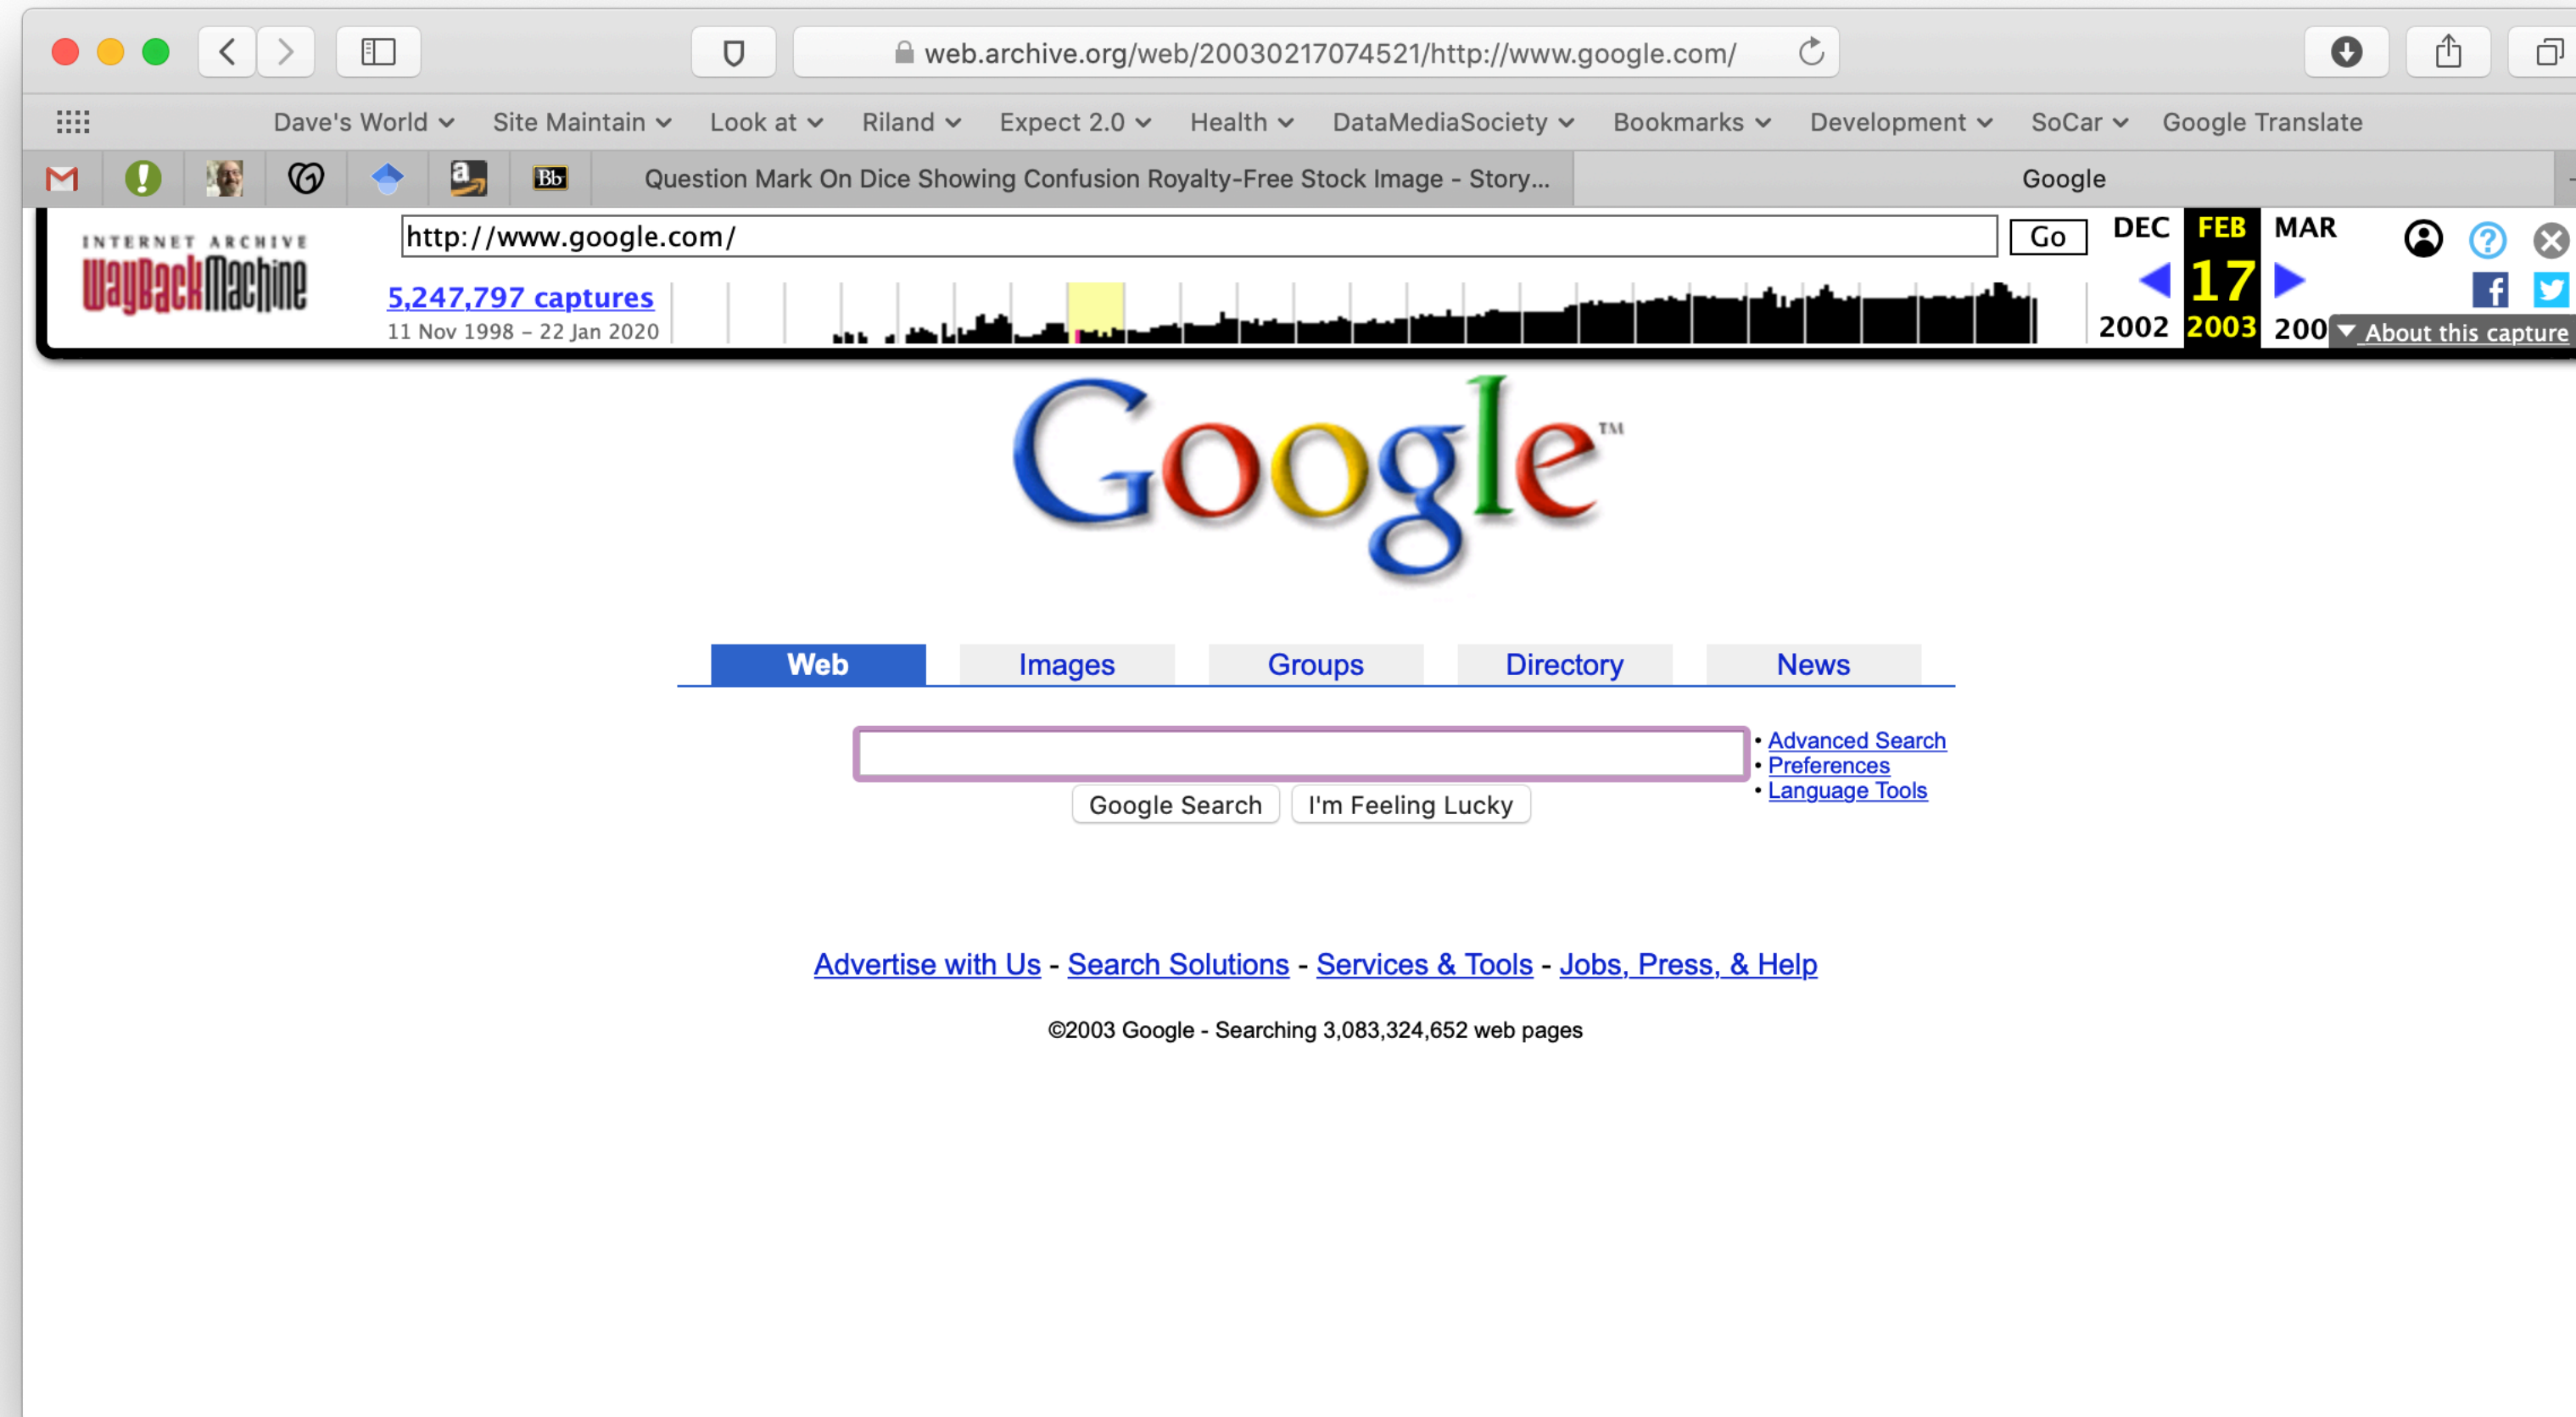 web.archive.org/web/20030217074521/http://www.google.com/
Dave's World Site Maintain Look at Riland Expect 2.0 Health DataMediaSociety Bookmarks Development SoCar Google Translate
Bb Question Mark On Dice Showing Confusion Royalty-Free Stock Image - Story... Google
INTERNET ARCHIVE
WayBackMachine
http://www.google.com/ Go
DEC FEB MAR
5,247,797 captures
17
11 Nov 1998 – 22 Jan 2020
2002 2003 200
About this capture
Google™
Web Images Groups Directory News
• Advanced Search
• Preferences
• Language Tools
Google Search I'm Feeling Lucky
Advertise with Us - Search Solutions - Services & Tools - Jobs, Press, & Help
©2003 Google - Searching 3,083,324,652 web pages